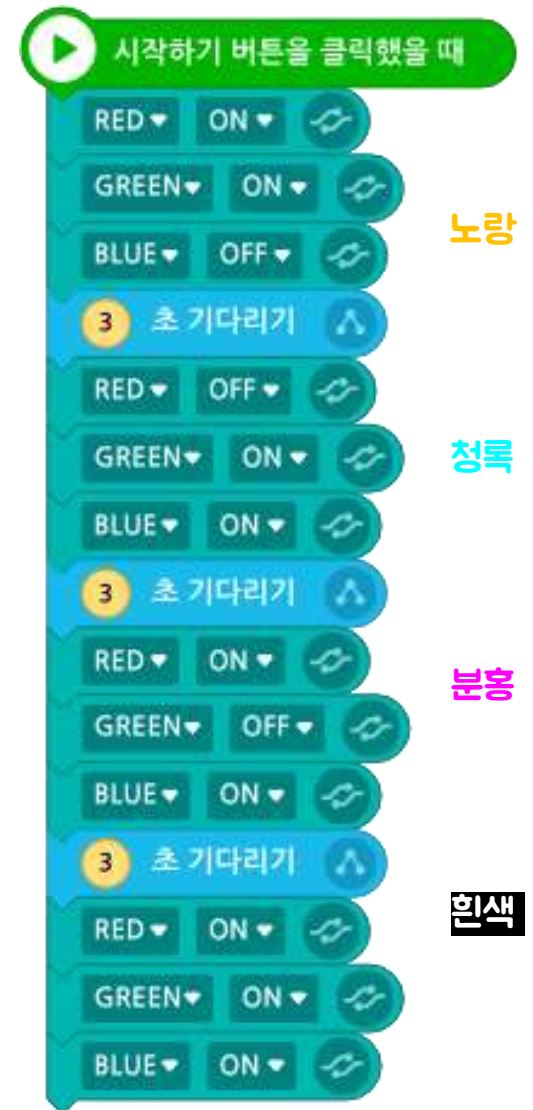 시작하기 버튼을 클릭했을 때
RED ON
GREEN ON
노랑
BLUE OFF
3 초 기다리기
RED OFF
GREEN ON
청록
BLUE ON
3 초 기다리기
RED ON
분홍
GREEN OFF
BLUE ON
3 초 기다리기
RED ON
흰색
GREEN ON
BLUE ON